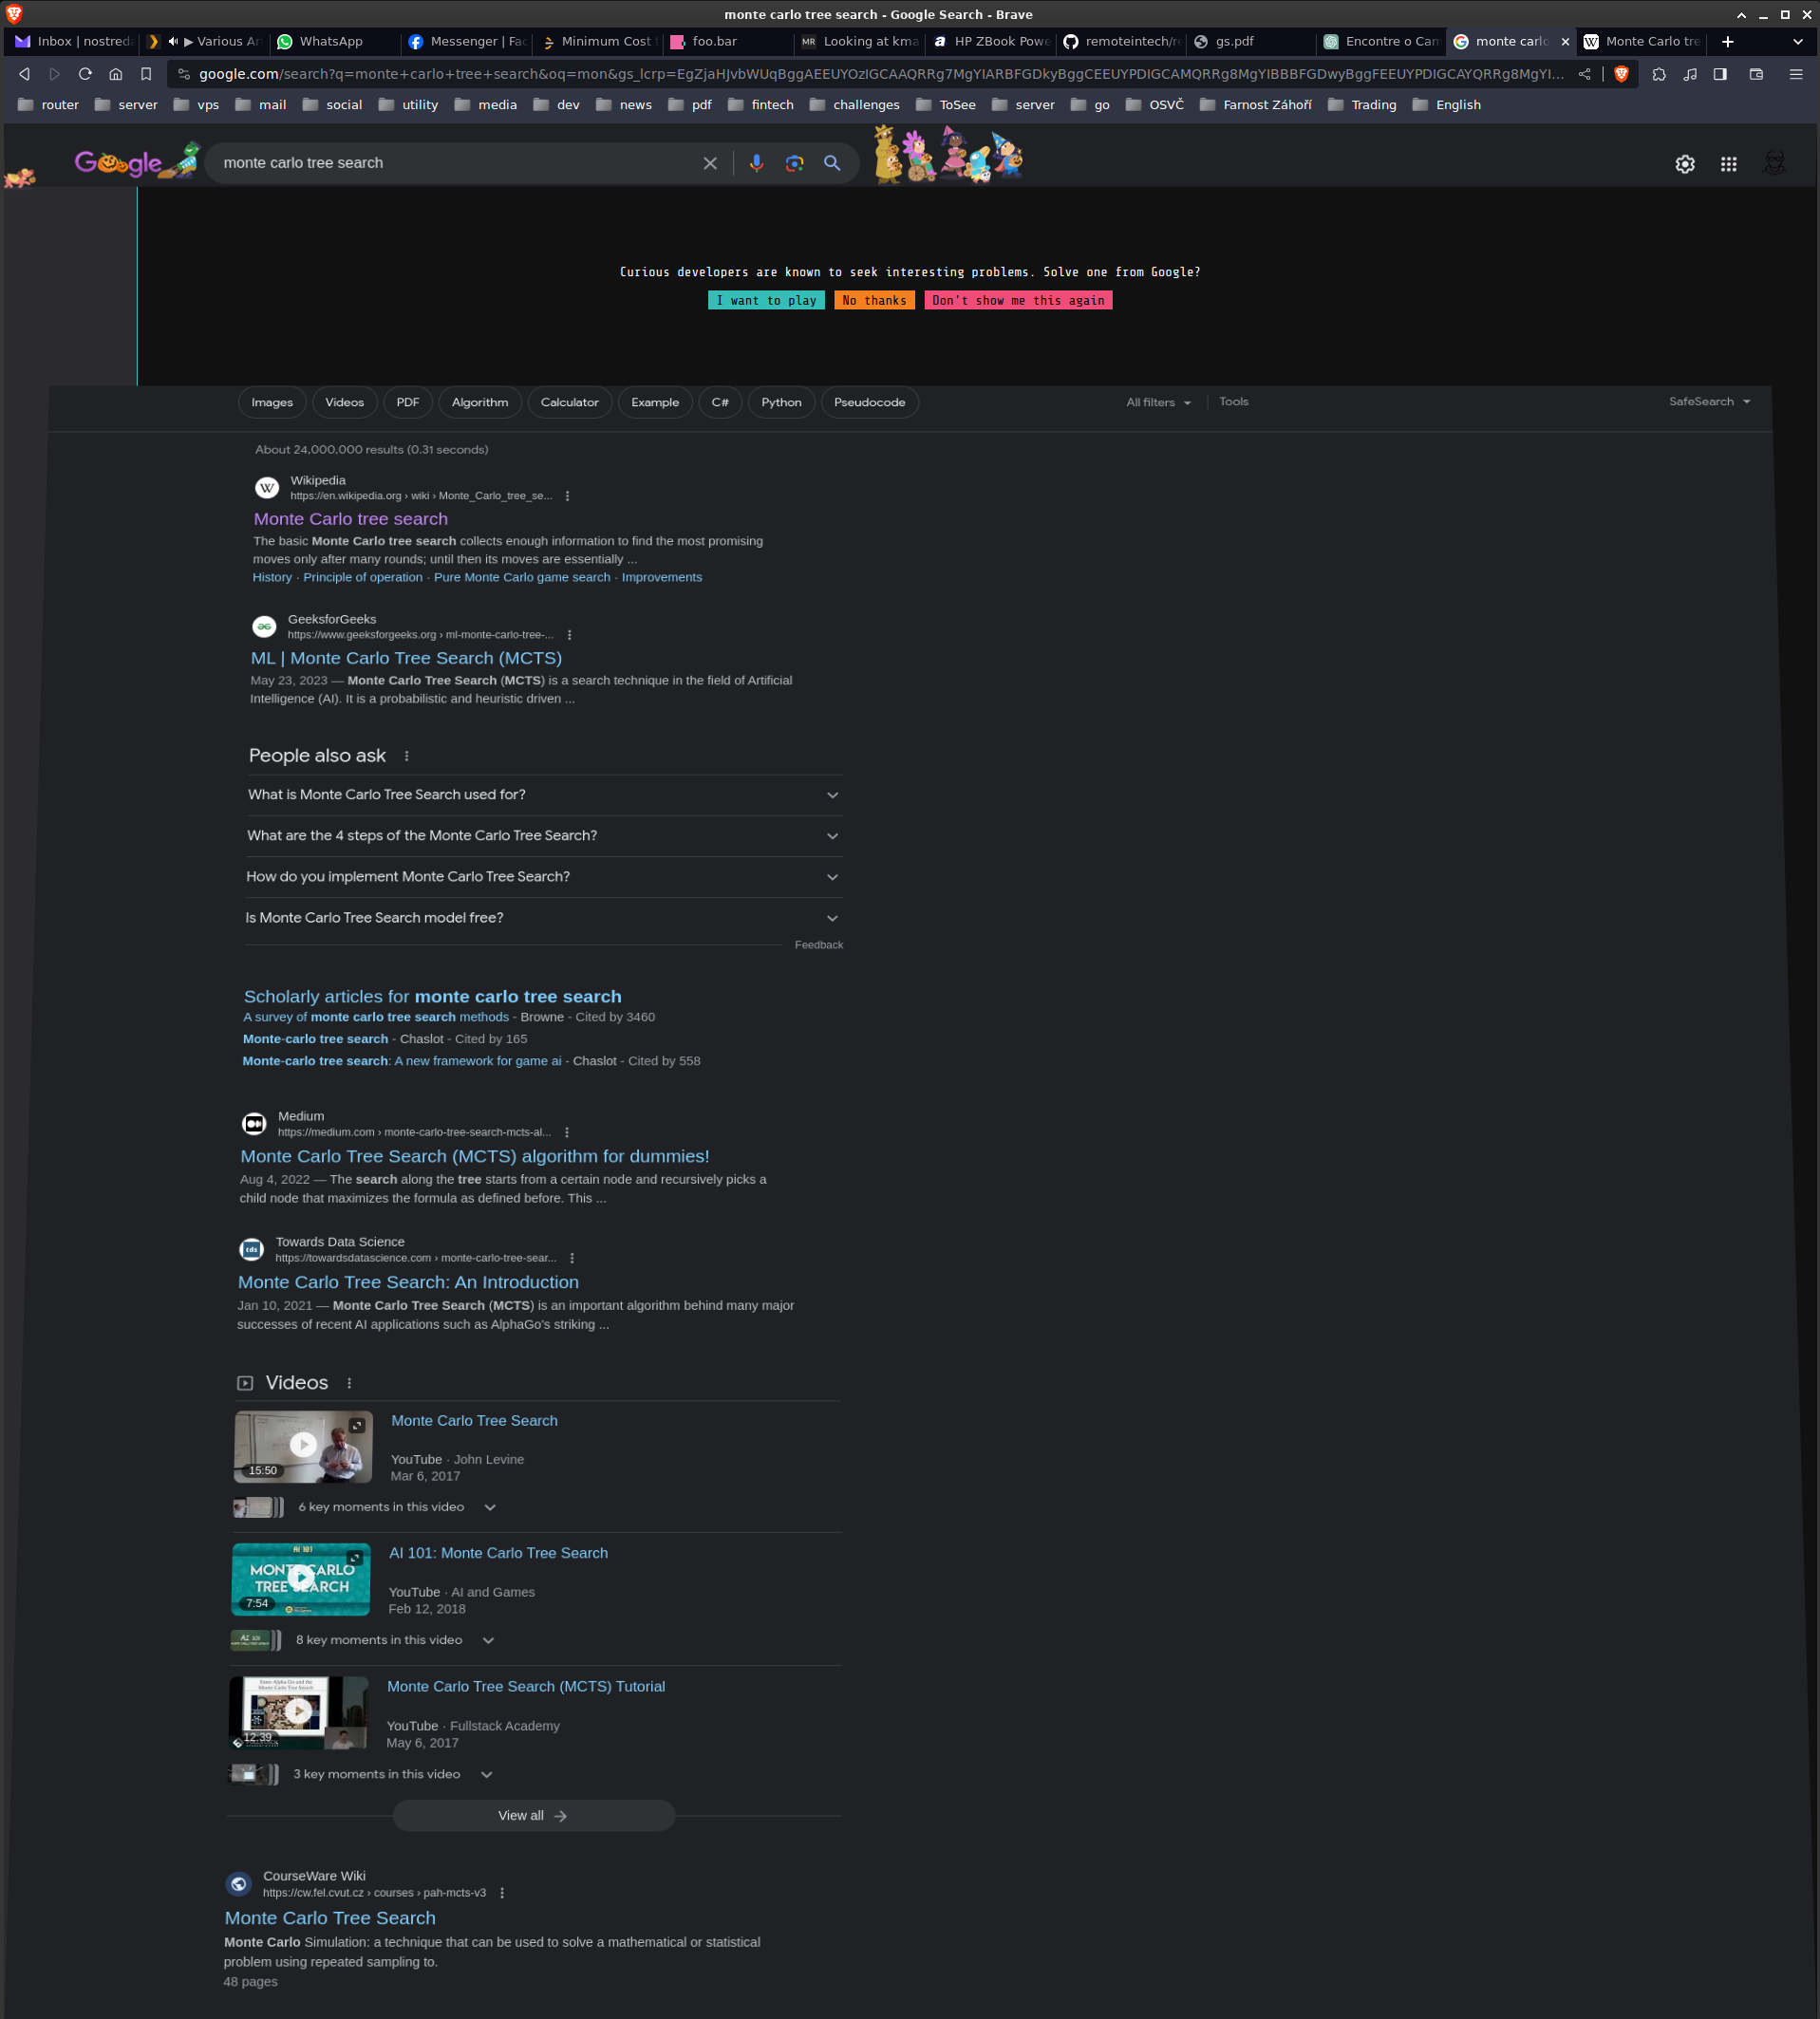 monte carlo tree search - Google Search - Brave
Inbox | nostreda
▶ Various Ar
WhatsApp
Messenger | Fac
Minimum Cost
foo.bar
Looking at kma
HP ZBook Powe
remoteintech/re
gs.pdf
Encontre o Cam
monte carlo
Monte Carlo tre
google.com/search?q=monte+carlo+tree+search&oq=mon&gs_lcrp=EgZjaHJvbWUqBggAEEUYOzIGCAAQRRg7MgYIARBFGDkyBggCEEUYPDIGCAMQRRg8MgYIBBBFGDwyBggFEEUYPDIGCAYQRRg8MgYI...
router server vps mail social utility media dev news pdf fintech challenges ToSee server go OSVČ Farnost Záhoří Trading English
Google
monte carlo tree search
Curious developers are known to seek interesting problems. Solve one from Google?
I want to play No thanks Don't show me this again
Images Videos PDF Algorithm Calculator Example C# Python Pseudocode All filters Tools SafeSearch
About 24,000,000 results (0.31 seconds)
Wikipedia
https://en.wikipedia.org › wiki › Monte_Carlo_tree_se...
Monte Carlo tree search
The basic Monte Carlo tree search collects enough information to find the most promising
moves only after many rounds; until then its moves are essentially ...
History · Principle of operation · Pure Monte Carlo game search · Improvements
GeeksforGeeks
https://www.geeksforgeeks.org › ml-monte-carlo-tree-...
ML | Monte Carlo Tree Search (MCTS)
May 23, 2023 — Monte Carlo Tree Search (MCTS) is a search technique in the field of Artificial
Intelligence (AI). It is a probabilistic and heuristic driven ...
People also ask
What is Monte Carlo Tree Search used for?
What are the 4 steps of the Monte Carlo Tree Search?
How do you implement Monte Carlo Tree Search?
Is Monte Carlo Tree Search model free?
Feedback
Scholarly articles for monte carlo tree search
A survey of monte carlo tree search methods - Browne - Cited by 3460
Monte-carlo tree search - Chaslot - Cited by 165
Monte-carlo tree search: A new framework for game ai - Chaslot - Cited by 558
Medium
https://medium.com › monte-carlo-tree-search-mcts-al...
Monte Carlo Tree Search (MCTS) algorithm for dummies!
Aug 4, 2022 — The search along the tree starts from a certain node and recursively picks a
child node that maximizes the formula as defined before. This ...
tds
Towards Data Science
https://towardsdatascience.com › monte-carlo-tree-sear...
Monte Carlo Tree Search: An Introduction
Jan 10, 2021 — Monte Carlo Tree Search (MCTS) is an important algorithm behind many major
successes of recent AI applications such as AlphaGo's striking ...
Videos
Monte Carlo Tree Search
15:50
YouTube · John Levine
Mar 6, 2017
6 key moments in this video
AI 101: Monte Carlo Tree Search
AI 101
MONTE CARLO
TREE SEARCH
7:54
YouTube · AI and Games
Feb 12, 2018
8 key moments in this video
Monte Carlo Tree Search (MCTS) Tutorial
12:39
YouTube · Fullstack Academy
May 6, 2017
3 key moments in this video
View all
CourseWare Wiki
https://cw.fel.cvut.cz › courses › pah-mcts-v3
Monte Carlo Tree Search
Monte Carlo Simulation: a technique that can be used to solve a mathematical or statistical
problem using repeated sampling to.
48 pages